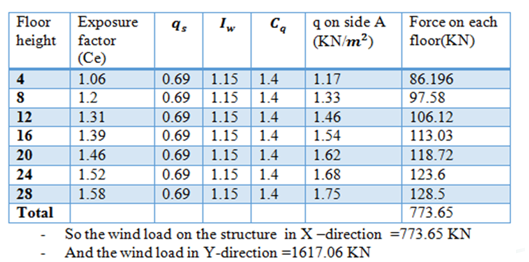 Floor height | Exposure factor (Ce) | qₛ | I_w | C_q | q on side A (KN/m²) | Force on each floor(KN)
4 | 1.06 | 0.69 | 1.15 | 1.4 | 1.17 | 86.196
8 | 1.2 | 0.69 | 1.15 | 1.4 | 1.33 | 97.58
12 | 1.31 | 0.69 | 1.15 | 1.4 | 1.46 | 106.12
16 | 1.39 | 0.69 | 1.15 | 1.4 | 1.54 | 113.03
20 | 1.46 | 0.69 | 1.15 | 1.4 | 1.62 | 118.72
24 | 1.52 | 0.69 | 1.15 | 1.4 | 1.68 | 123.6
28 | 1.58 | 0.69 | 1.15 | 1.4 | 1.75 | 128.5
Total | 773.65
- So the wind load on the structure in X –direction =773.65 KN
- And the wind load in Y-direction =1617.06 KN